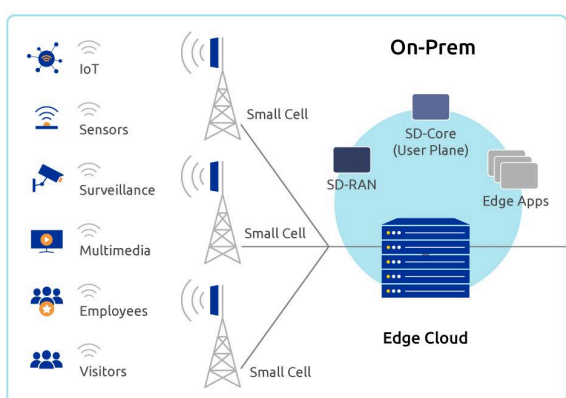 On-Prem
IoT
Sensors
Surveillance
Multimedia
Employees
Visitors
Small Cell
Small Cell
Small Cell
SD-Core
(User Plane)
SD-RAN
Edge Apps
Edge Cloud